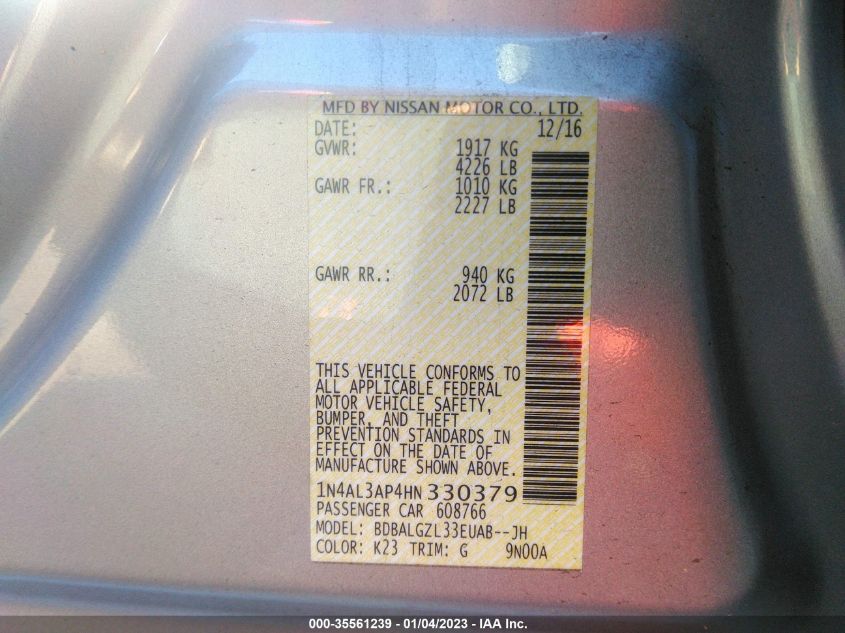 MFD BY NISSAN MOTOR CO., LTD.
DATE: 12/16
GVWR: 1917 KG
4226 LB
GAWR FR.: 1010 KG
2227 LB
GAWR RR.: 940 KG
2072 LB
THIS VEHICLE CONFORMS TO
ALL APPLICABLE FEDERAL
MOTOR VEHICLE SAFETY,
BUMPER, AND THEFT
PREVENTION STANDARDS IN
EFFECT ON THE DATE OF
MANUFACTURE SHOWN ABOVE.
1N4AL3AP4HN330379
PASSENGER CAR 608766
MODEL: BDBALGZL33EUAB--JH
COLOR: K23 TRIM: G 9N00A
000-35561239 - 01/04/2023 - IAA Inc.